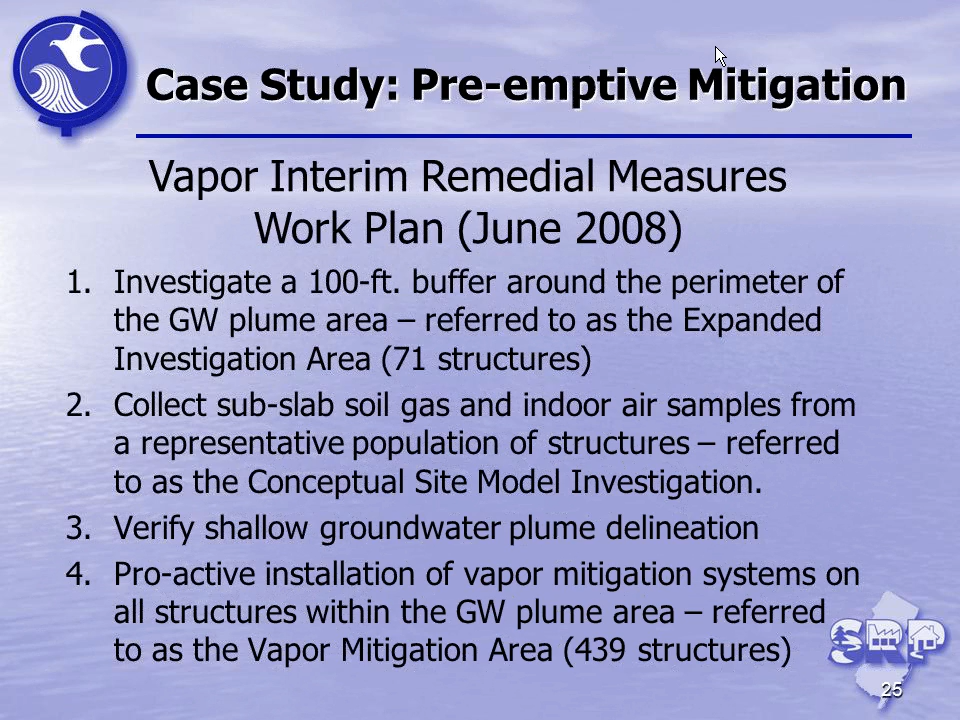 Case Study: Pre-emptive Mitigation
Vapor Interim Remedial Measures
Work Plan (June 2008)
1. Investigate a 100-ft. buffer around the perimeter of
the GW plume area – referred to as the Expanded
Investigation Area (71 structures)
2. Collect sub-slab soil gas and indoor air samples from
a representative population of structures – referred
to as the Conceptual Site Model Investigation.
3. Verify shallow groundwater plume delineation
4. Pro-active installation of vapor mitigation systems on
all structures within the GW plume area – referred
to as the Vapor Mitigation Area (439 structures)
SRP
25